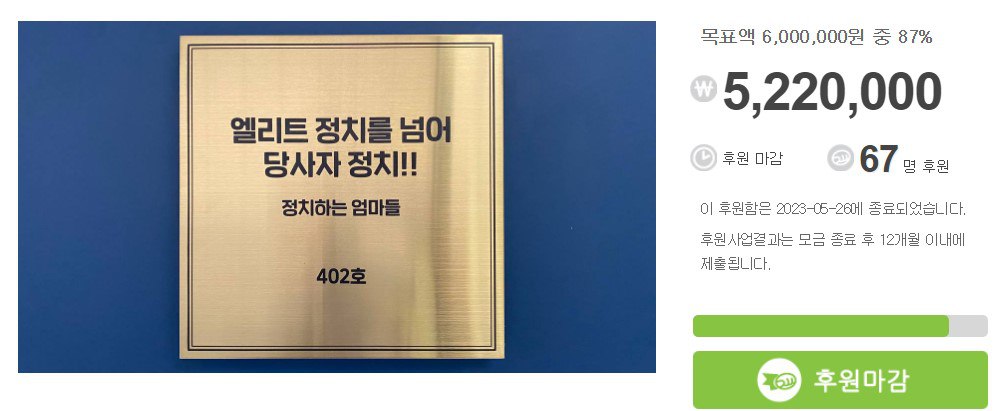 엘리트 정치를 넘어
당사자 정치!!
정치하는 엄마들
402호
목표액 6,000,000원 중 87%
₩ 5,220,000
후원 마감
67 명 후원
이 후원함은 2023-05-26에 종료되었습니다.
후원사업결과는 모금 종료 후 12개월 이내에
제출됩니다.
후원마감